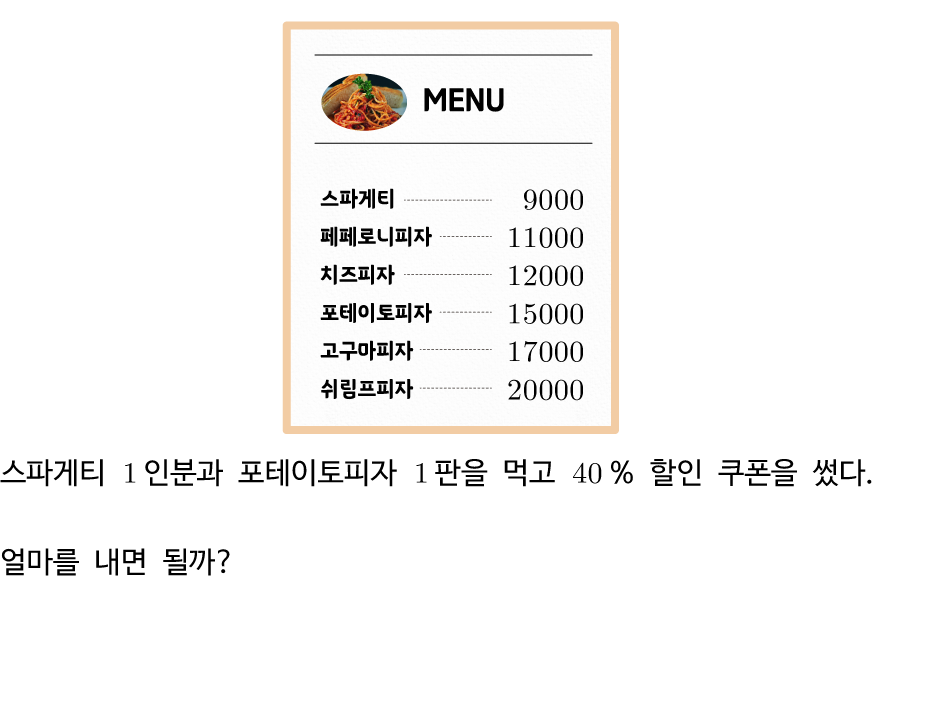 MENU
스파게티 9000
페페로니피자 11000
치즈피자 12000
포테이토피자 15000
고구마피자 17000
쉬림프피자 20000
스파게티 1인분과 포테이토피자 1판을 먹고 40% 할인 쿠폰을 썼다.
얼마를 내면 될까?